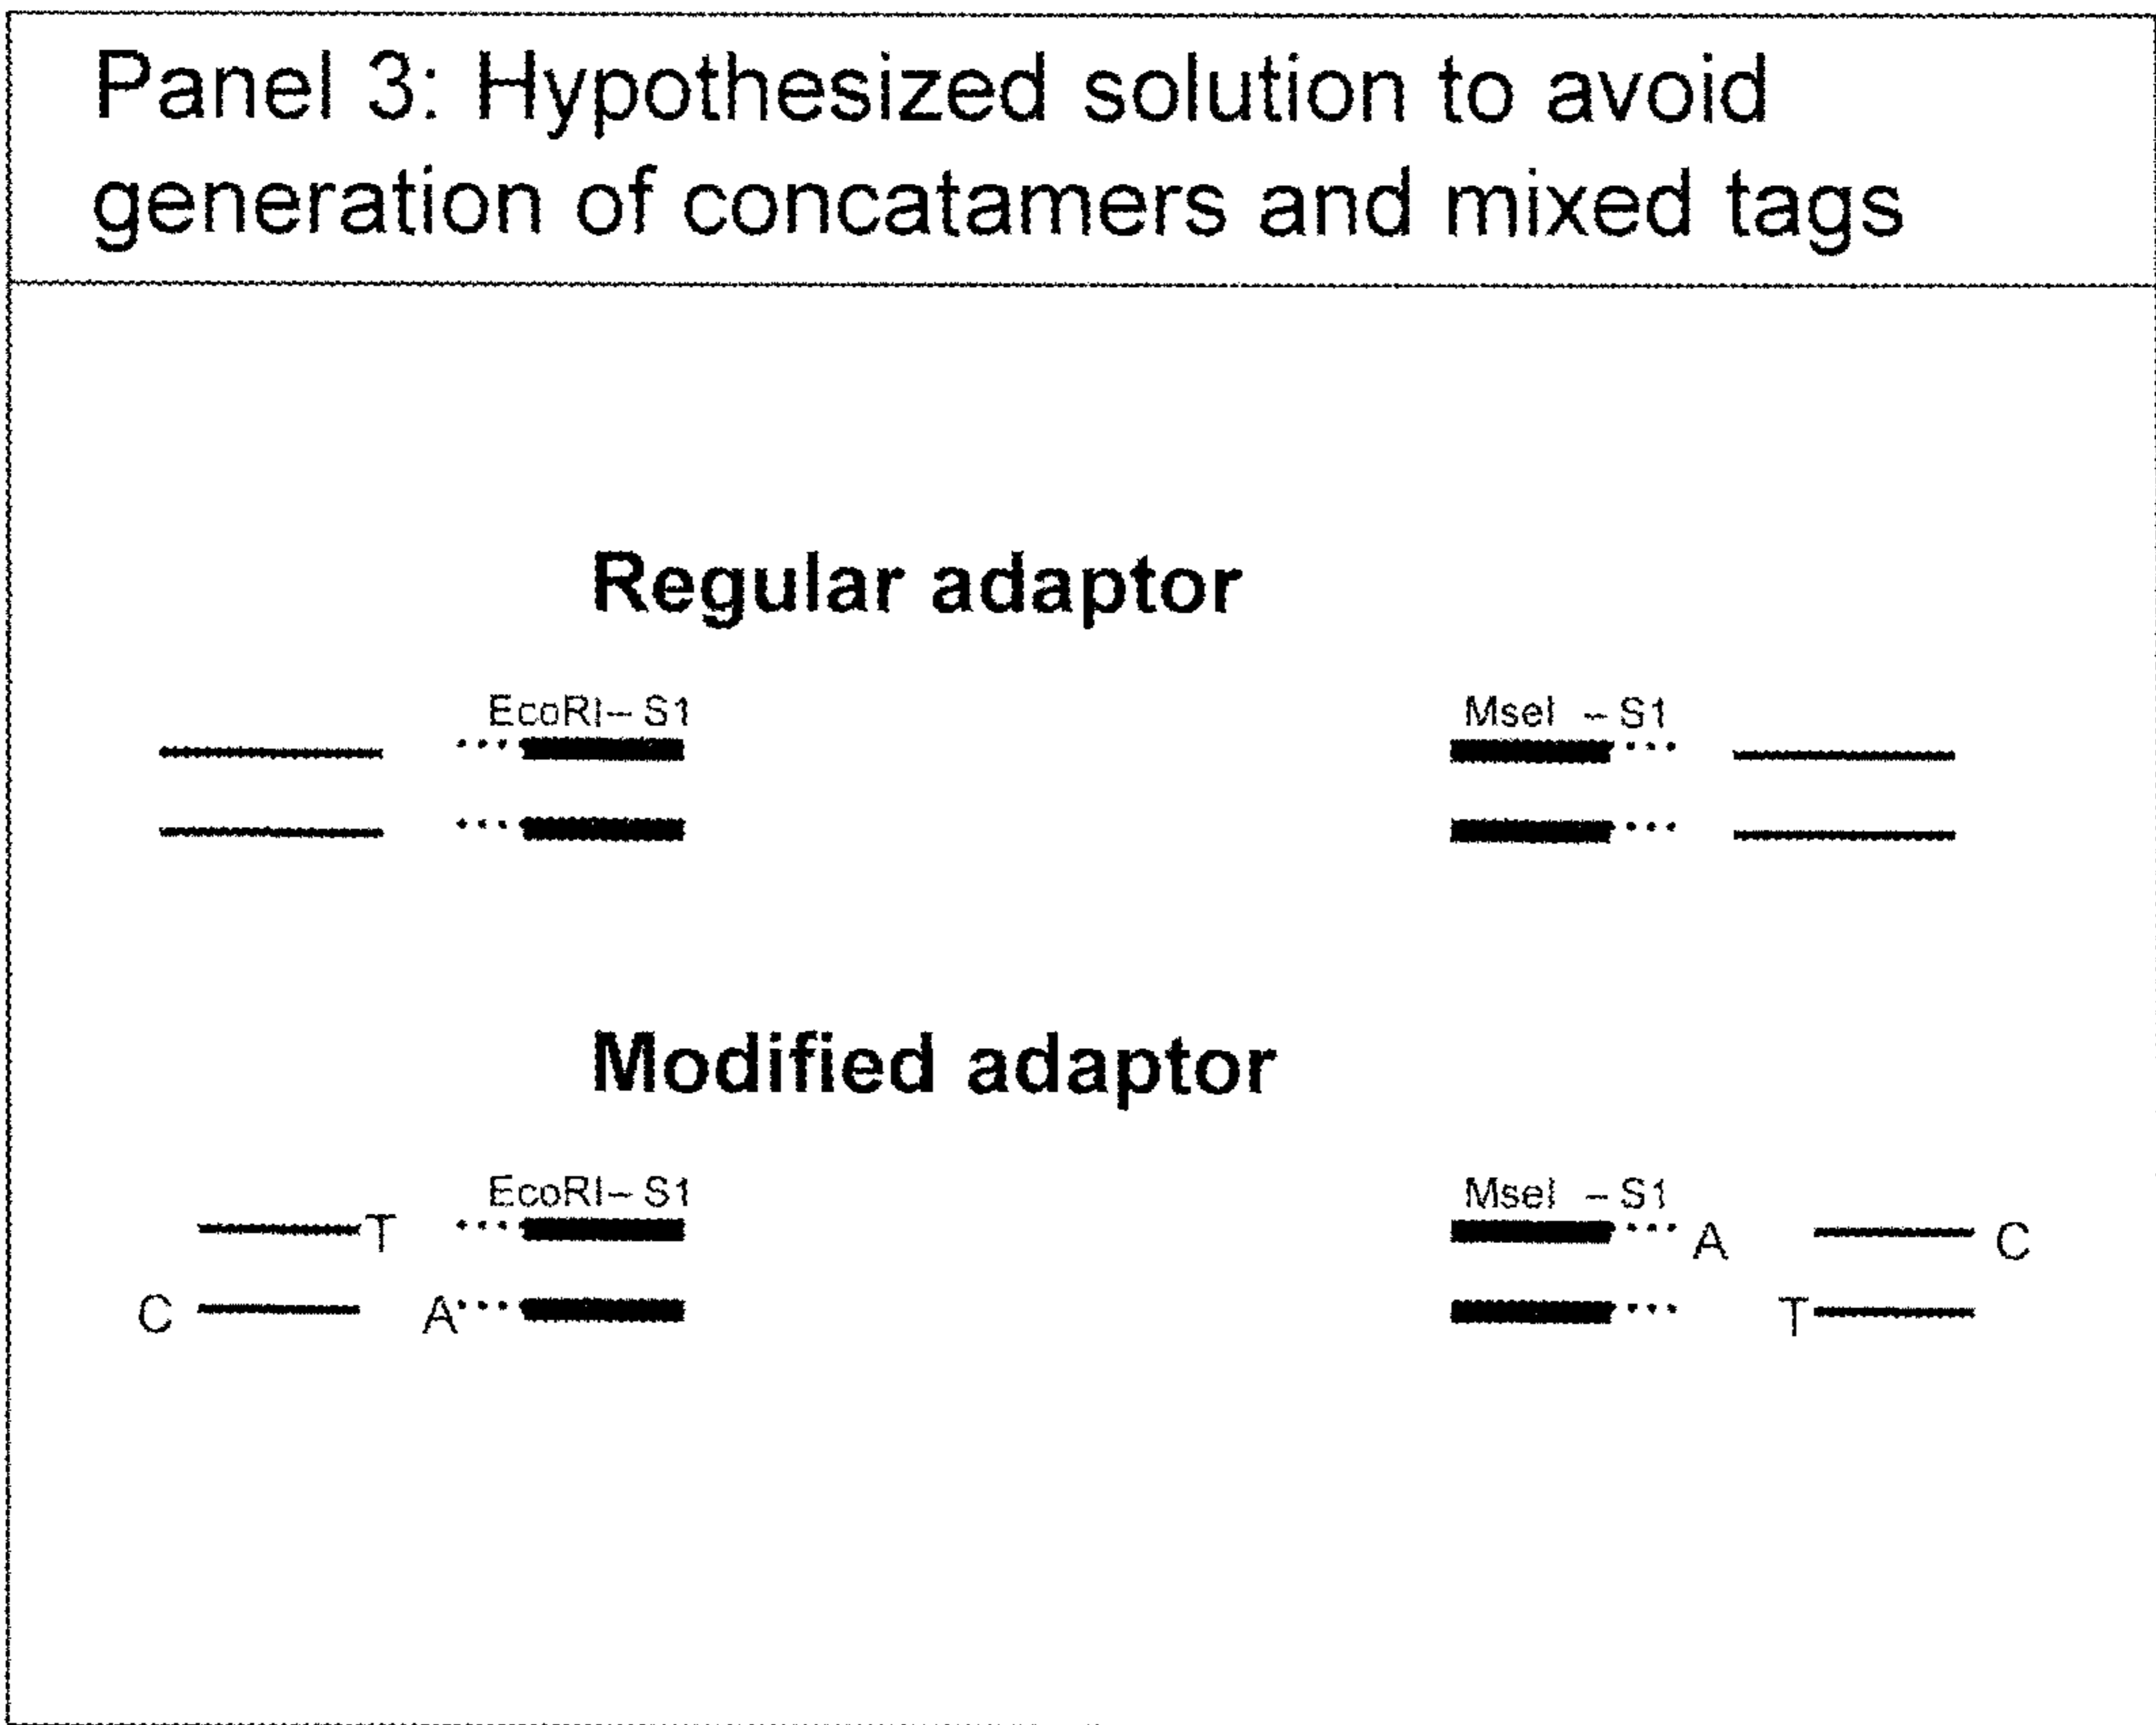 Panel 3: Hypothesized solution to avoid
generation of concatamers and mixed tags
Regular adaptor
EcoRI– S1
MseI – S1
Modified adaptor
EcoRI– S1
MseI – S1
T
A
C
C
A
T